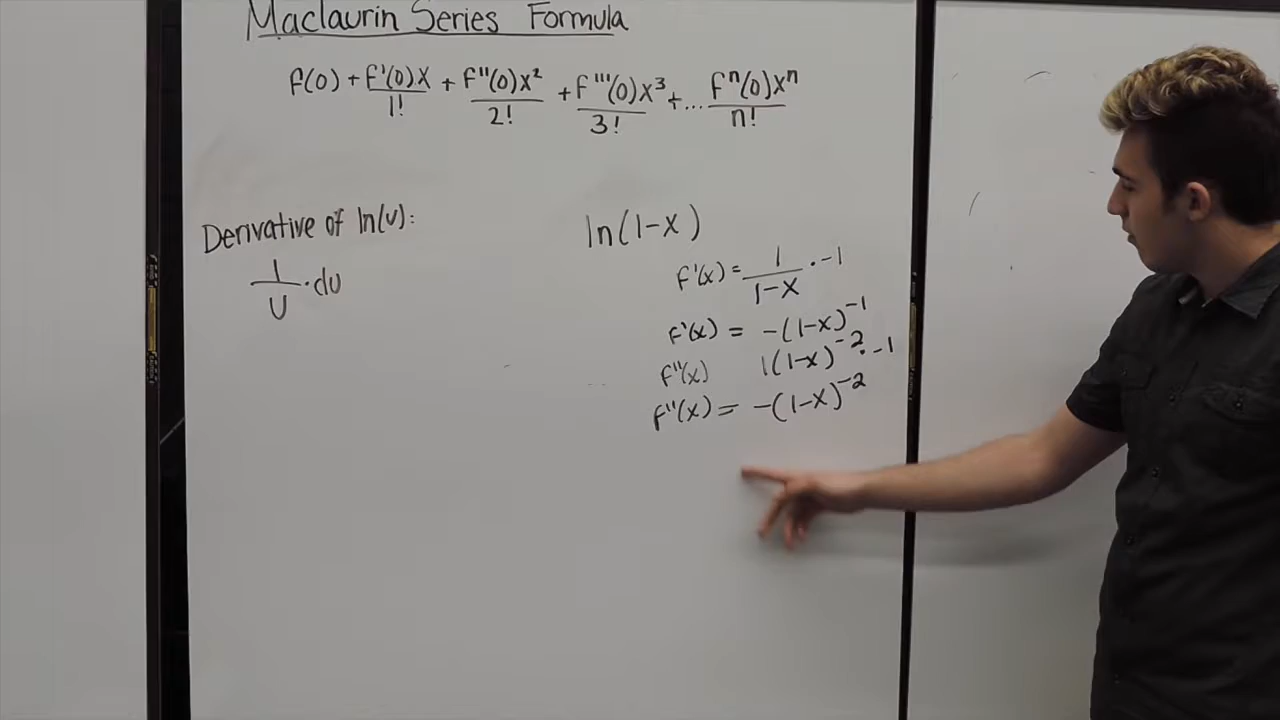 Maclaurin Series Formula
f(0) + f'(0)x/1! + f''(0)x²/2! + f'''(0)x³/3! + ... fⁿ(0)xⁿ/n!
Derivative of ln(u):
1/u · du
ln(1-x)
f'(x) = 1/(1-x) · -1
f'(x) = -(1-x)⁻¹
f''(x) 1(1-x)⁻² · -1
f''(x) = -(1-x)⁻²